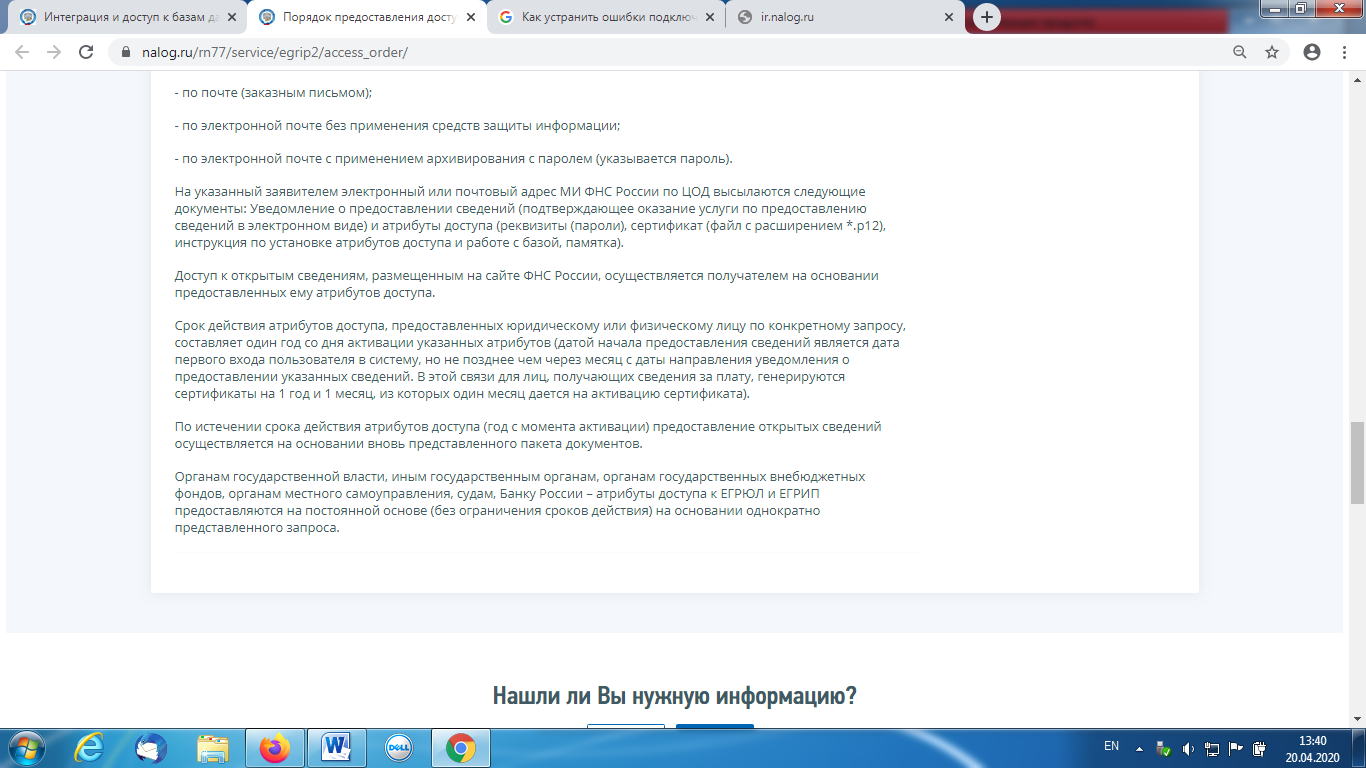 Интеграция и доступ к базам да
Порядок предоставления досту
Как устранить ошибки подключ
ir.nalog.ru
nalog.ru/rn77/service/egrip2/access_order/
- по почте (заказным письмом);
- по электронной почте без применения средств защиты информации;
- по электронной почте с применением архивирования с паролем (указывается пароль).
На указанный заявителем электронный или почтовый адрес МИ ФНС России по ЦОД высылаются следующие
документы: Уведомление о предоставлении сведений (подтверждающее оказание услуги по предоставлению
сведений в электронном виде) и атрибуты доступа (реквизиты (пароли), сертификат (файл с расширением *.p12),
инструкция по установке атрибутов доступа и работе с базой, памятка).
Доступ к открытым сведениям, размещенным на сайте ФНС России, осуществляется получателем на основании
предоставленных ему атрибутов доступа.
Срок действия атрибутов доступа, предоставленных юридическому или физическому лицу по конкретному запросу,
составляет один год со дня активации указанных атрибутов (датой начала предоставления сведений является дата
первого входа пользователя в систему, но не позднее чем через месяц с даты направления уведомления о
предоставлении указанных сведений. В этой связи для лиц, получающих сведения за плату, генерируются
сертификаты на 1 год и 1 месяц, из которых один месяц дается на активацию сертификата).
По истечении срока действия атрибутов доступа (год с момента активации) предоставление открытых сведений
осуществляется на основании вновь представленного пакета документов.
Органам государственной власти, иным государственным органам, органам государственных внебюджетных
фондов, органам местного самоуправления, судам, Банку России – атрибуты доступа к ЕГРЮЛ и ЕГРИП
предоставляются на постоянной основе (без ограничения сроков действия) на основании однократно
представленного запроса.
Нашли ли Вы нужную информацию?
DELL
EN
13:40
20.04.2020